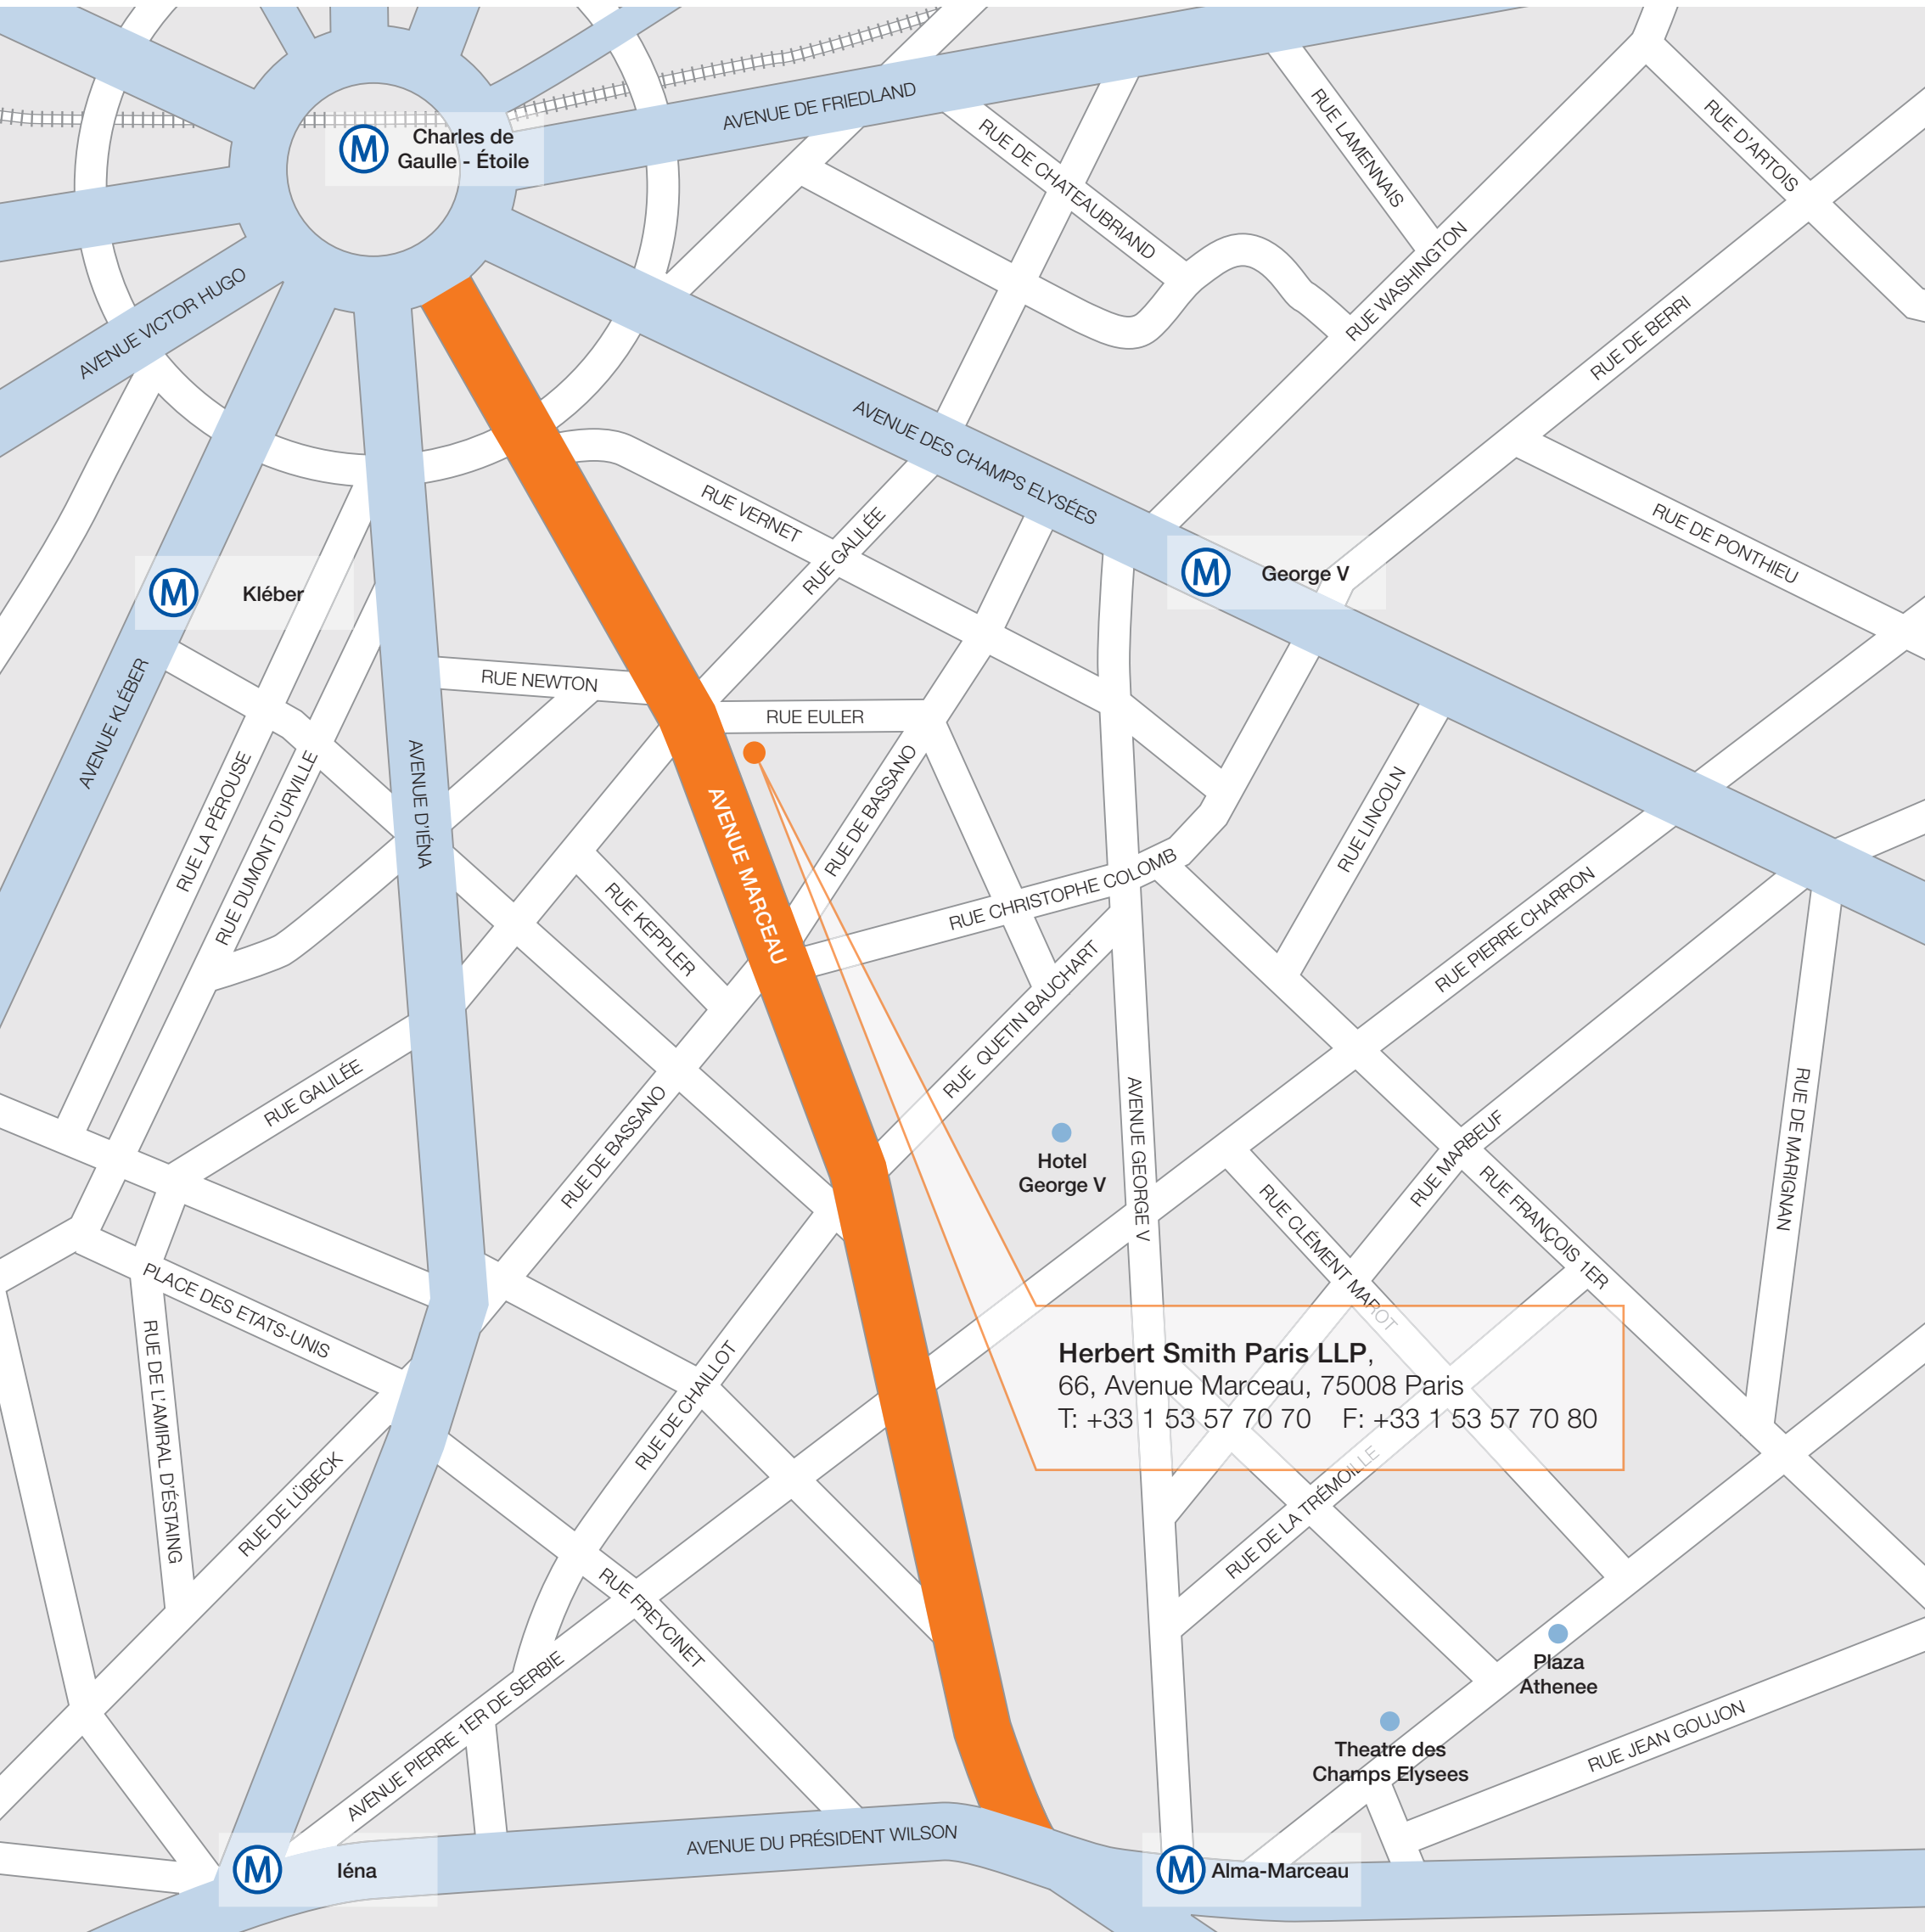 AVENUE DE FRIEDLAND
M
Charles de
Gaulle - Étoile
RUE DE CHATEAUBRIAND
RUE LAMENNAIS
RUE D'ARTOIS
RUE WASHINGTON
AVENUE VICTOR HUGO
RUE DE BERRI
AVENUE DES CHAMPS ELYSÉES
RUE VERNET
RUE GALILÉE
RUE DE PONTHIEU
M
Kléber
M
George V
AVENUE KLÉBER
RUE NEWTON
RUE EULER
RUE LA PÉROUSE
RUE DUMONT D'URVILLE
AVENUE D'IÉNA
AVENUE MARCEAU
RUE DE BASSANO
RUE LINCOLN
RUE KEPPLER
RUE CHRISTOPHE COLOMB
RUE PIERRE CHARRON
RUE QUETIN BAUCHART
RUE GALILÉE
RUE DE BASSANO
AVENUE GEORGE V
Hotel
George V
RUE MARBEUF
RUE DE MARIGNAN
RUE CLÉMENT MAROT
RUE FRANÇOIS 1ER
PLACE DES ETATS-UNIS
RUE DE L'AMIRAL D'ÉSTAING
RUE DE CHAILLOT
Herbert Smith Paris LLP,
66, Avenue Marceau, 75008 Paris
T: +33 1 53 57 70 70 F: +33 1 53 57 70 80
RUE DE LÜBECK
RUE DE LA TRÉMOILLE
RUE FREYCINET
AVENUE PIERRE 1ER DE SERBIE
Plaza
Athenee
Theatre des
Champs Elysees
RUE JEAN GOUJON
AVENUE DU PRÉSIDENT WILSON
M
Iéna
M
Alma-Marceau